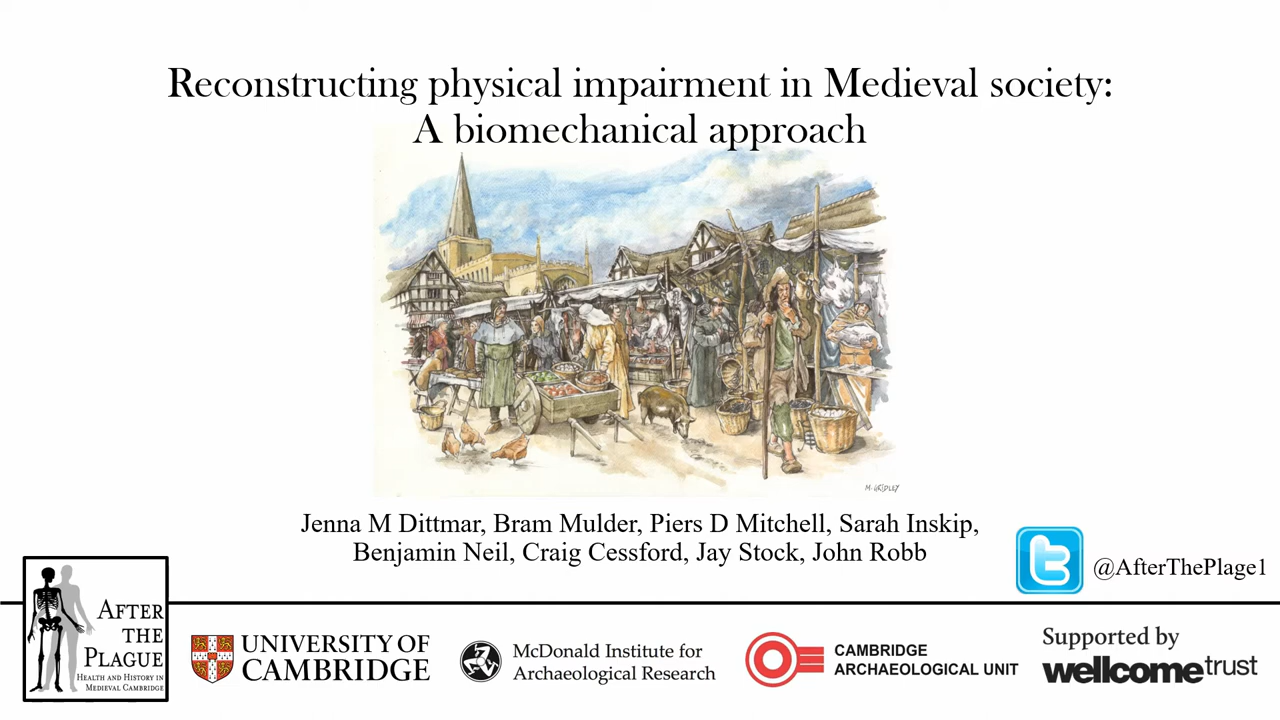 Reconstructing physical impairment in Medieval society:
A biomechanical approach
M. GRIDLEY
Jenna M Dittmar, Bram Mulder, Piers D Mitchell, Sarah Inskip,
Benjamin Neil, Craig Cessford, Jay Stock, John Robb
@AfterThePlage1
AFTER
THE
PLAGUE
HEALTH AND HISTORY IN
MEDIEVAL CAMBRIDGE
UNIVERSITY OF
CAMBRIDGE
McDonald Institute for
Archaeological Research
CAMBRIDGE
ARCHAEOLOGICAL UNIT
Supported by
wellcometrust